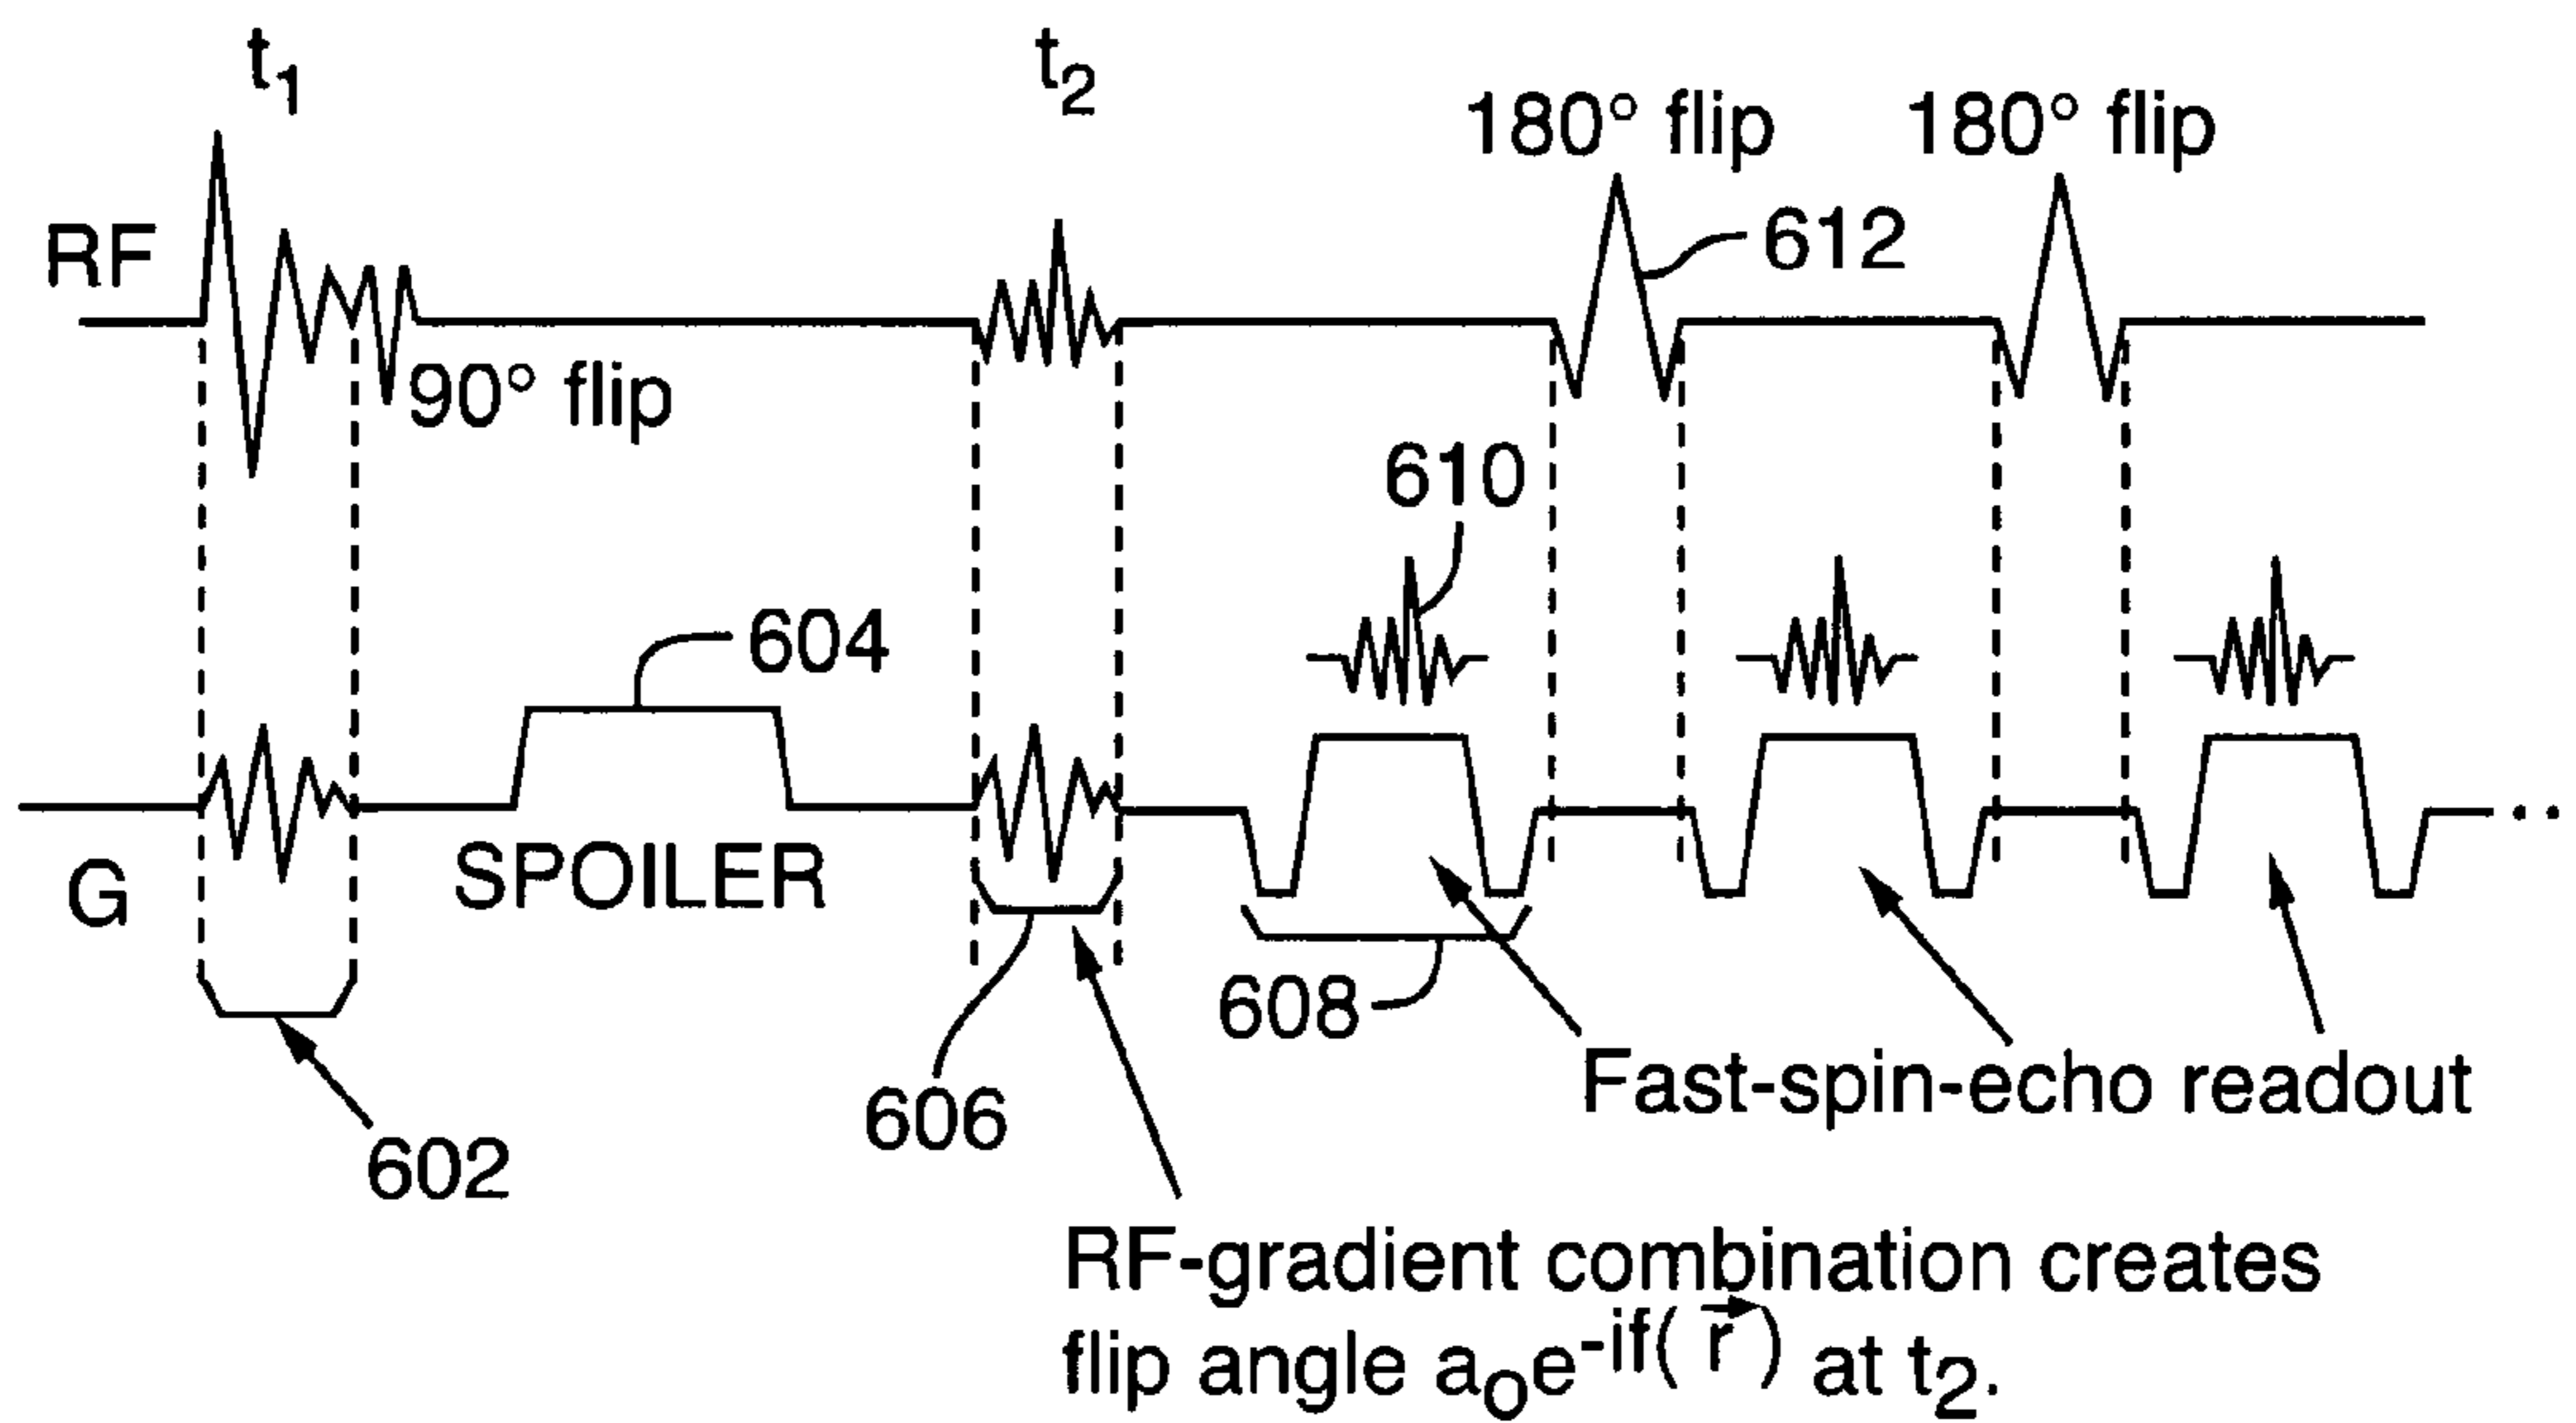 t1
t2
180° flip
180° flip
RF
612
90° flip
610
604
SPOILER
G
608
606
Fast-spin-echo readout
602
RF-gradient combination creates
flip angle aoe-if(r⃗) at t2.